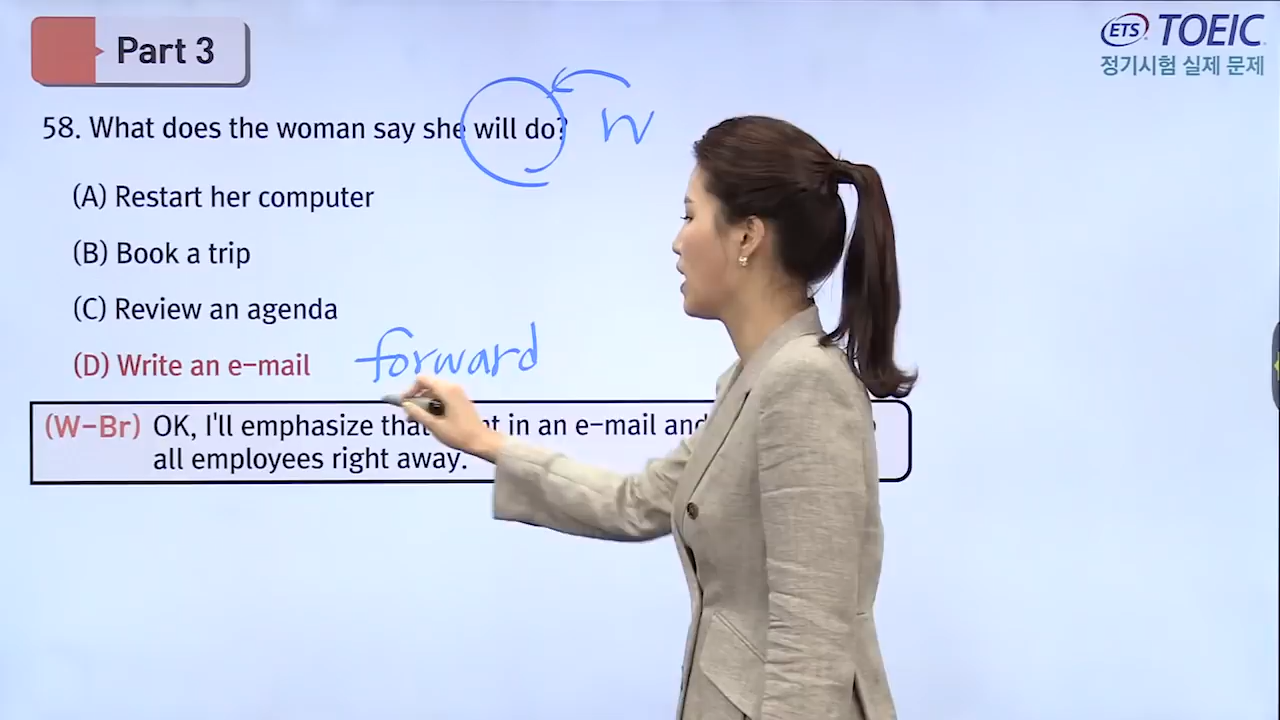 Part 3
ETS TOEIC
정기시험 실제 문제
58. What does the woman say she will do?
W
(A) Restart her computer
(B) Book a trip
(C) Review an agenda
(D) Write an e-mail
forward
(W-Br) OK, I'll emphasize that in an e-mail and
all employees right away.